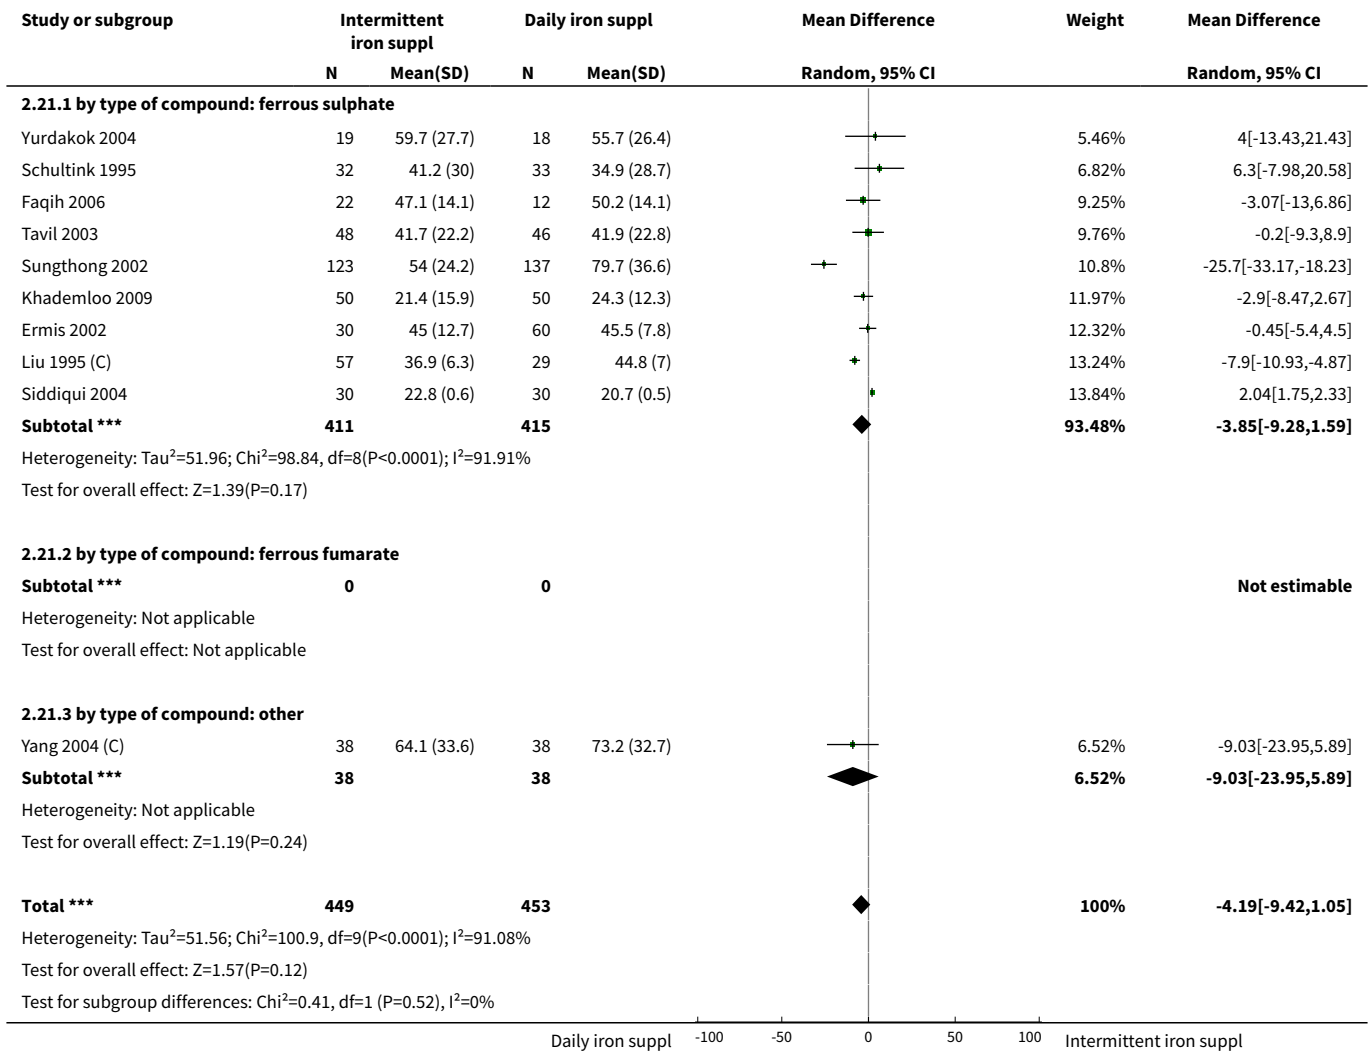 Study or subgroup Intermittent iron suppl Daily iron suppl Mean Difference Weight Mean Difference
N Mean(SD) N Mean(SD) Random, 95% CI Random, 95% CI
2.21.1 by type of compound: ferrous sulphate
Yurdakok 2004 19 59.7 (27.7) 18 55.7 (26.4) 5.46% 4[-13.43,21.43]
Schultink 1995 32 41.2 (30) 33 34.9 (28.7) 6.82% 6.3[-7.98,20.58]
Faqih 2006 22 47.1 (14.1) 12 50.2 (14.1) 9.25% -3.07[-13,6.86]
Tavil 2003 48 41.7 (22.2) 46 41.9 (22.8) 9.76% -0.2[-9.3,8.9]
Sungthong 2002 123 54 (24.2) 137 79.7 (36.6) 10.8% -25.7[-33.17,-18.23]
Khademloo 2009 50 21.4 (15.9) 50 24.3 (12.3) 11.97% -2.9[-8.47,2.67]
Ermis 2002 30 45 (12.7) 60 45.5 (7.8) 12.32% -0.45[-5.4,4.5]
Liu 1995 (C) 57 36.9 (6.3) 29 44.8 (7) 13.24% -7.9[-10.93,-4.87]
Siddiqui 2004 30 22.8 (0.6) 30 20.7 (0.5) 13.84% 2.04[1.75,2.33]
Subtotal *** 411 415 93.48% -3.85[-9.28,1.59]
Heterogeneity: Tau²=51.96; Chi²=98.84, df=8(P<0.0001); I²=91.91%
Test for overall effect: Z=1.39(P=0.17)
2.21.2 by type of compound: ferrous fumarate
Subtotal *** 0 0 Not estimable
Heterogeneity: Not applicable
Test for overall effect: Not applicable
2.21.3 by type of compound: other
Yang 2004 (C) 38 64.1 (33.6) 38 73.2 (32.7) 6.52% -9.03[-23.95,5.89]
Subtotal *** 38 38 6.52% -9.03[-23.95,5.89]
Heterogeneity: Not applicable
Test for overall effect: Z=1.19(P=0.24)
Total *** 449 453 100% -4.19[-9.42,1.05]
Heterogeneity: Tau²=51.56; Chi²=100.9, df=9(P<0.0001); I²=91.08%
Test for overall effect: Z=1.57(P=0.12)
Test for subgroup differences: Chi²=0.41, df=1 (P=0.52), I²=0%
Daily iron suppl -100 -50 0 50 100 Intermittent iron suppl